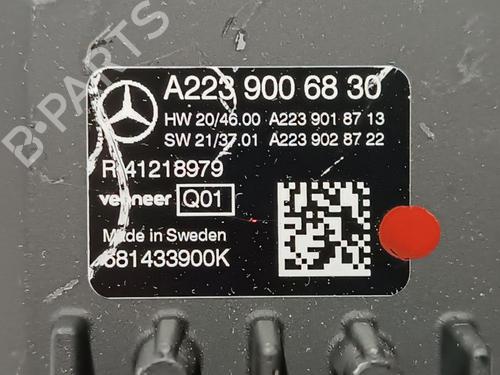 B-PARTS
A223 900 68 30
HW 20/46.00 A223 901 87 13
SW 21/37.01 A223 902 87 22
R-41218979
veoneer Q01
Made in Sweden
681433900K